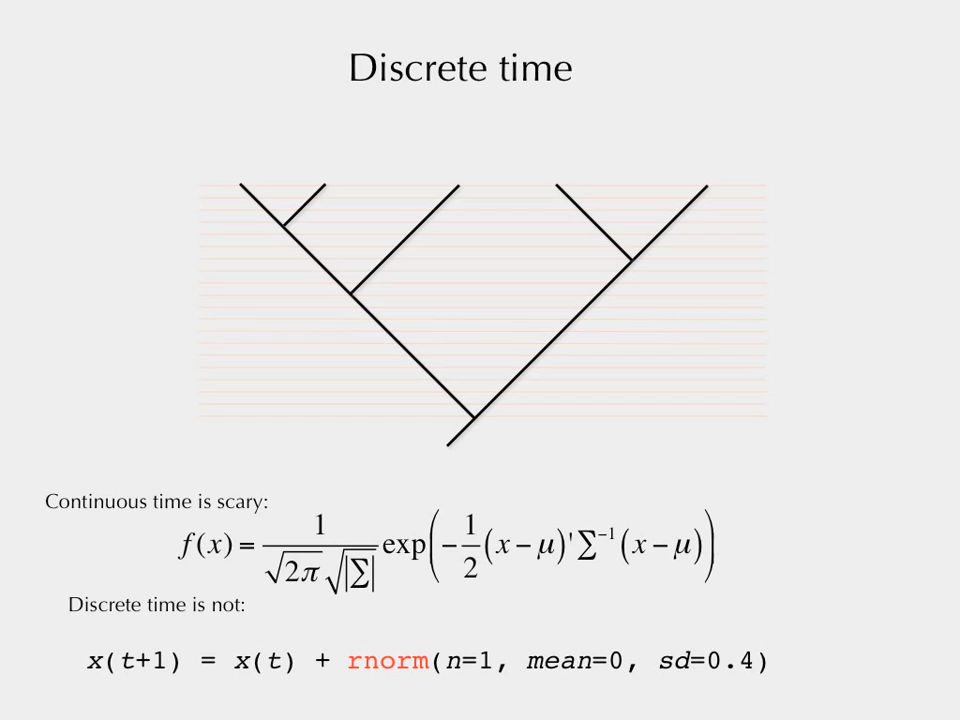 Discrete time
Continuous time is scary:
f(x) = 1/(√2π √|Σ|) exp(−1/2 (x − μ)' Σ⁻¹ (x − μ))
Discrete time is not:
x(t+1) = x(t) + rnorm(n=1, mean=0, sd=0.4)